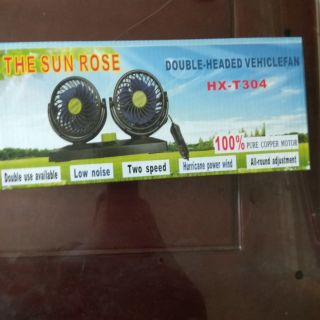 THE SUN ROSE
DOUBLE-HEADED VEHICLEFAN
HX-T304
100% PURE COPPER MOTOR
Double use available Low noise Two speed Hurricane power wind All-round adjustment